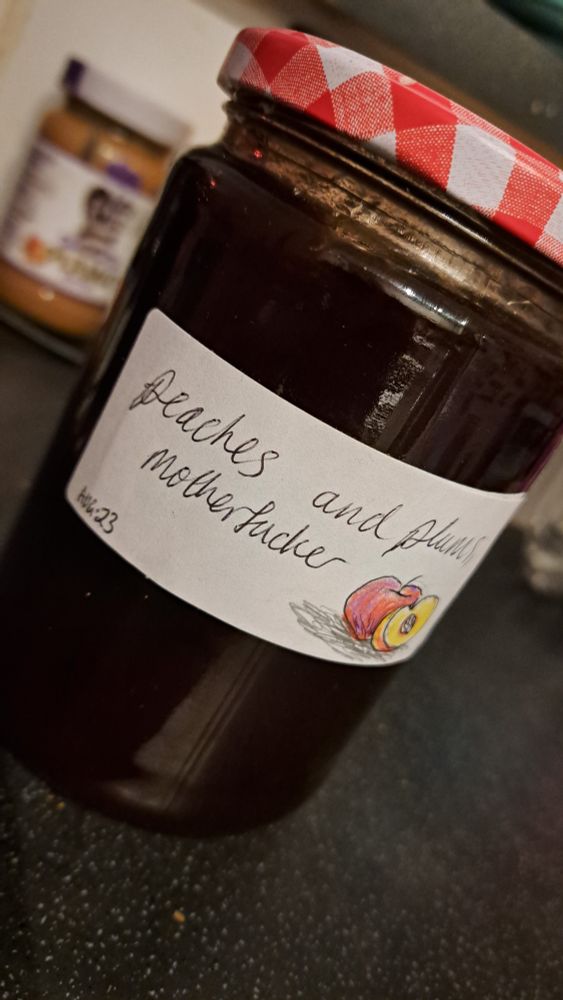 peaches and plums
motherfucker
AUG.23